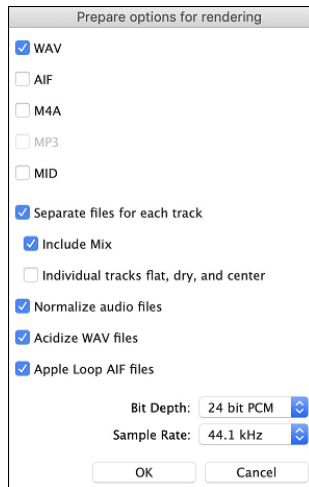 Prepare options for rendering
WAV
AIF
M4A
MP3
MID
Separate files for each track
Include Mix
Individual tracks flat, dry, and center
Normalize audio files
Acidize WAV files
Apple Loop AIF files
Bit Depth: 24 bit PCM
Sample Rate: 44.1 kHz
OK Cancel